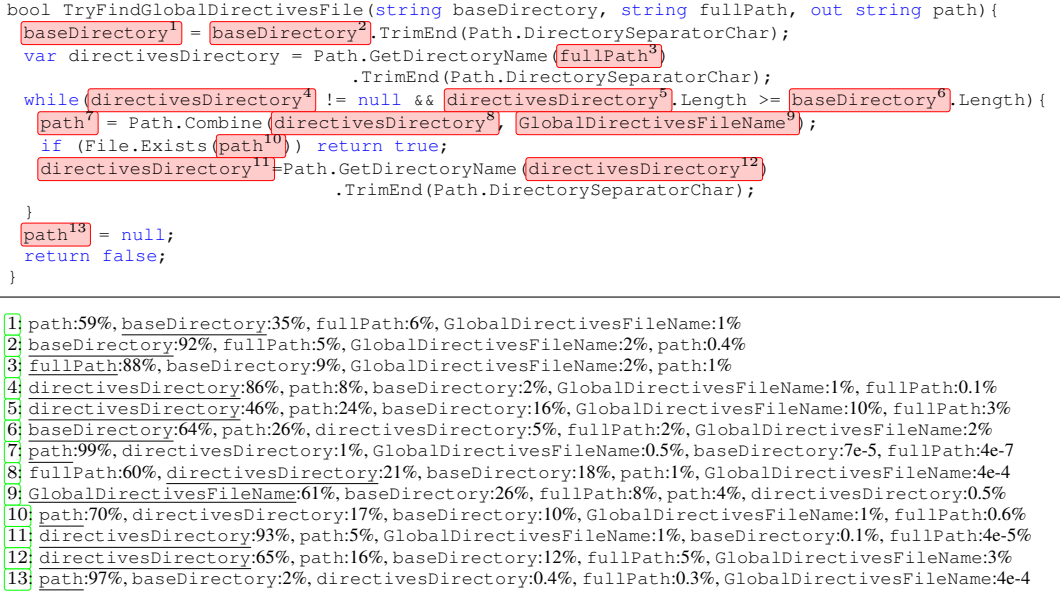 bool TryFindGlobalDirectivesFile(string baseDirectory, string fullPath, out string path){
baseDirectory¹ = baseDirectory².TrimEnd(Path.DirectorySeparatorChar);
var directivesDirectory = Path.GetDirectoryName(fullPath³)
.TrimEnd(Path.DirectorySeparatorChar);
while(directivesDirectory⁴ != null && directivesDirectory⁵.Length >= baseDirectory⁶.Length){
path⁷ = Path.Combine(directivesDirectory⁸, GlobalDirectivesFileName⁹);
if (File.Exists(path¹⁰)) return true;
directivesDirectory¹¹=Path.GetDirectoryName(directivesDirectory¹²)
.TrimEnd(Path.DirectorySeparatorChar);
}
path¹³ = null;
return false;
}
1: path:59%, baseDirectory:35%, fullPath:6%, GlobalDirectivesFileName:1%
2: baseDirectory:92%, fullPath:5%, GlobalDirectivesFileName:2%, path:0.4%
3: fullPath:88%, baseDirectory:9%, GlobalDirectivesFileName:2%, path:1%
4: directivesDirectory:86%, path:8%, baseDirectory:2%, GlobalDirectivesFileName:1%, fullPath:0.1%
5: directivesDirectory:46%, path:24%, baseDirectory:16%, GlobalDirectivesFileName:10%, fullPath:3%
6: baseDirectory:64%, path:26%, directivesDirectory:5%, fullPath:2%, GlobalDirectivesFileName:2%
7: path:99%, directivesDirectory:1%, GlobalDirectivesFileName:0.5%, baseDirectory:7e-5, fullPath:4e-7
8: fullPath:60%, directivesDirectory:21%, baseDirectory:18%, path:1%, GlobalDirectivesFileName:4e-4
9: GlobalDirectivesFileName:61%, baseDirectory:26%, fullPath:8%, path:4%, directivesDirectory:0.5%
10: path:70%, directivesDirectory:17%, baseDirectory:10%, GlobalDirectivesFileName:1%, fullPath:0.6%
11: directivesDirectory:93%, path:5%, GlobalDirectivesFileName:1%, baseDirectory:0.1%, fullPath:4e-5%
12: directivesDirectory:65%, path:16%, baseDirectory:12%, fullPath:5%, GlobalDirectivesFileName:3%
13: path:97%, baseDirectory:2%, directivesDirectory:0.4%, fullPath:0.3%, GlobalDirectivesFileName:4e-4